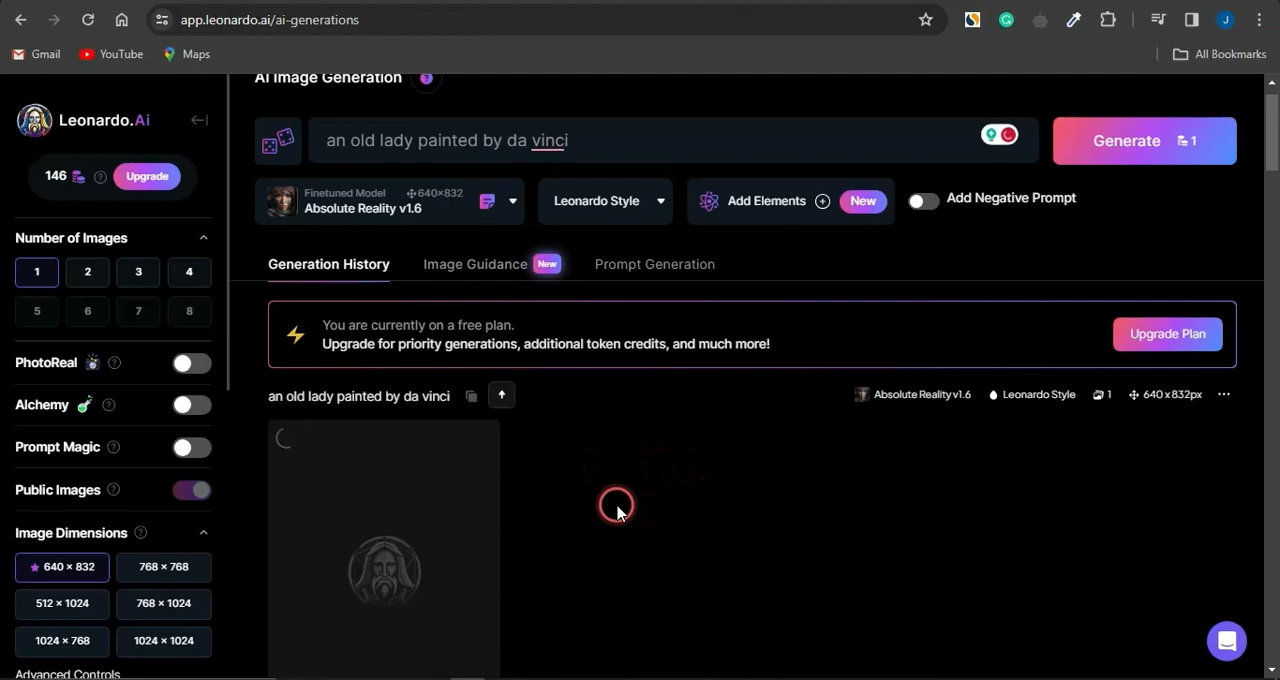 app.leonardo.ai/ai-generations
J
Gmail YouTube Maps All Bookmarks
AI Image Generation ?
Leonardo.Ai
an old lady painted by da vinci
Generate 1
146 ? Upgrade
Finetuned Model 640×832
Absolute Reality v1.6
Leonardo Style
Add Elements + New
Add Negative Prompt
Number of Images
1 2 3 4
5 6 7 8
Generation History Image Guidance New Prompt Generation
You are currently on a free plan.
Upgrade for priority generations, additional token credits, and much more!
Upgrade Plan
PhotoReal ?
Alchemy ?
Prompt Magic ?
Public Images ?
Image Dimensions ?
640 × 832 768 × 768
512 × 1024 768 × 1024
1024 × 768 1024 × 1024
Advanced Controls
an old lady painted by da vinci
Absolute Reality v1.6 Leonardo Style 1 640 x 832px